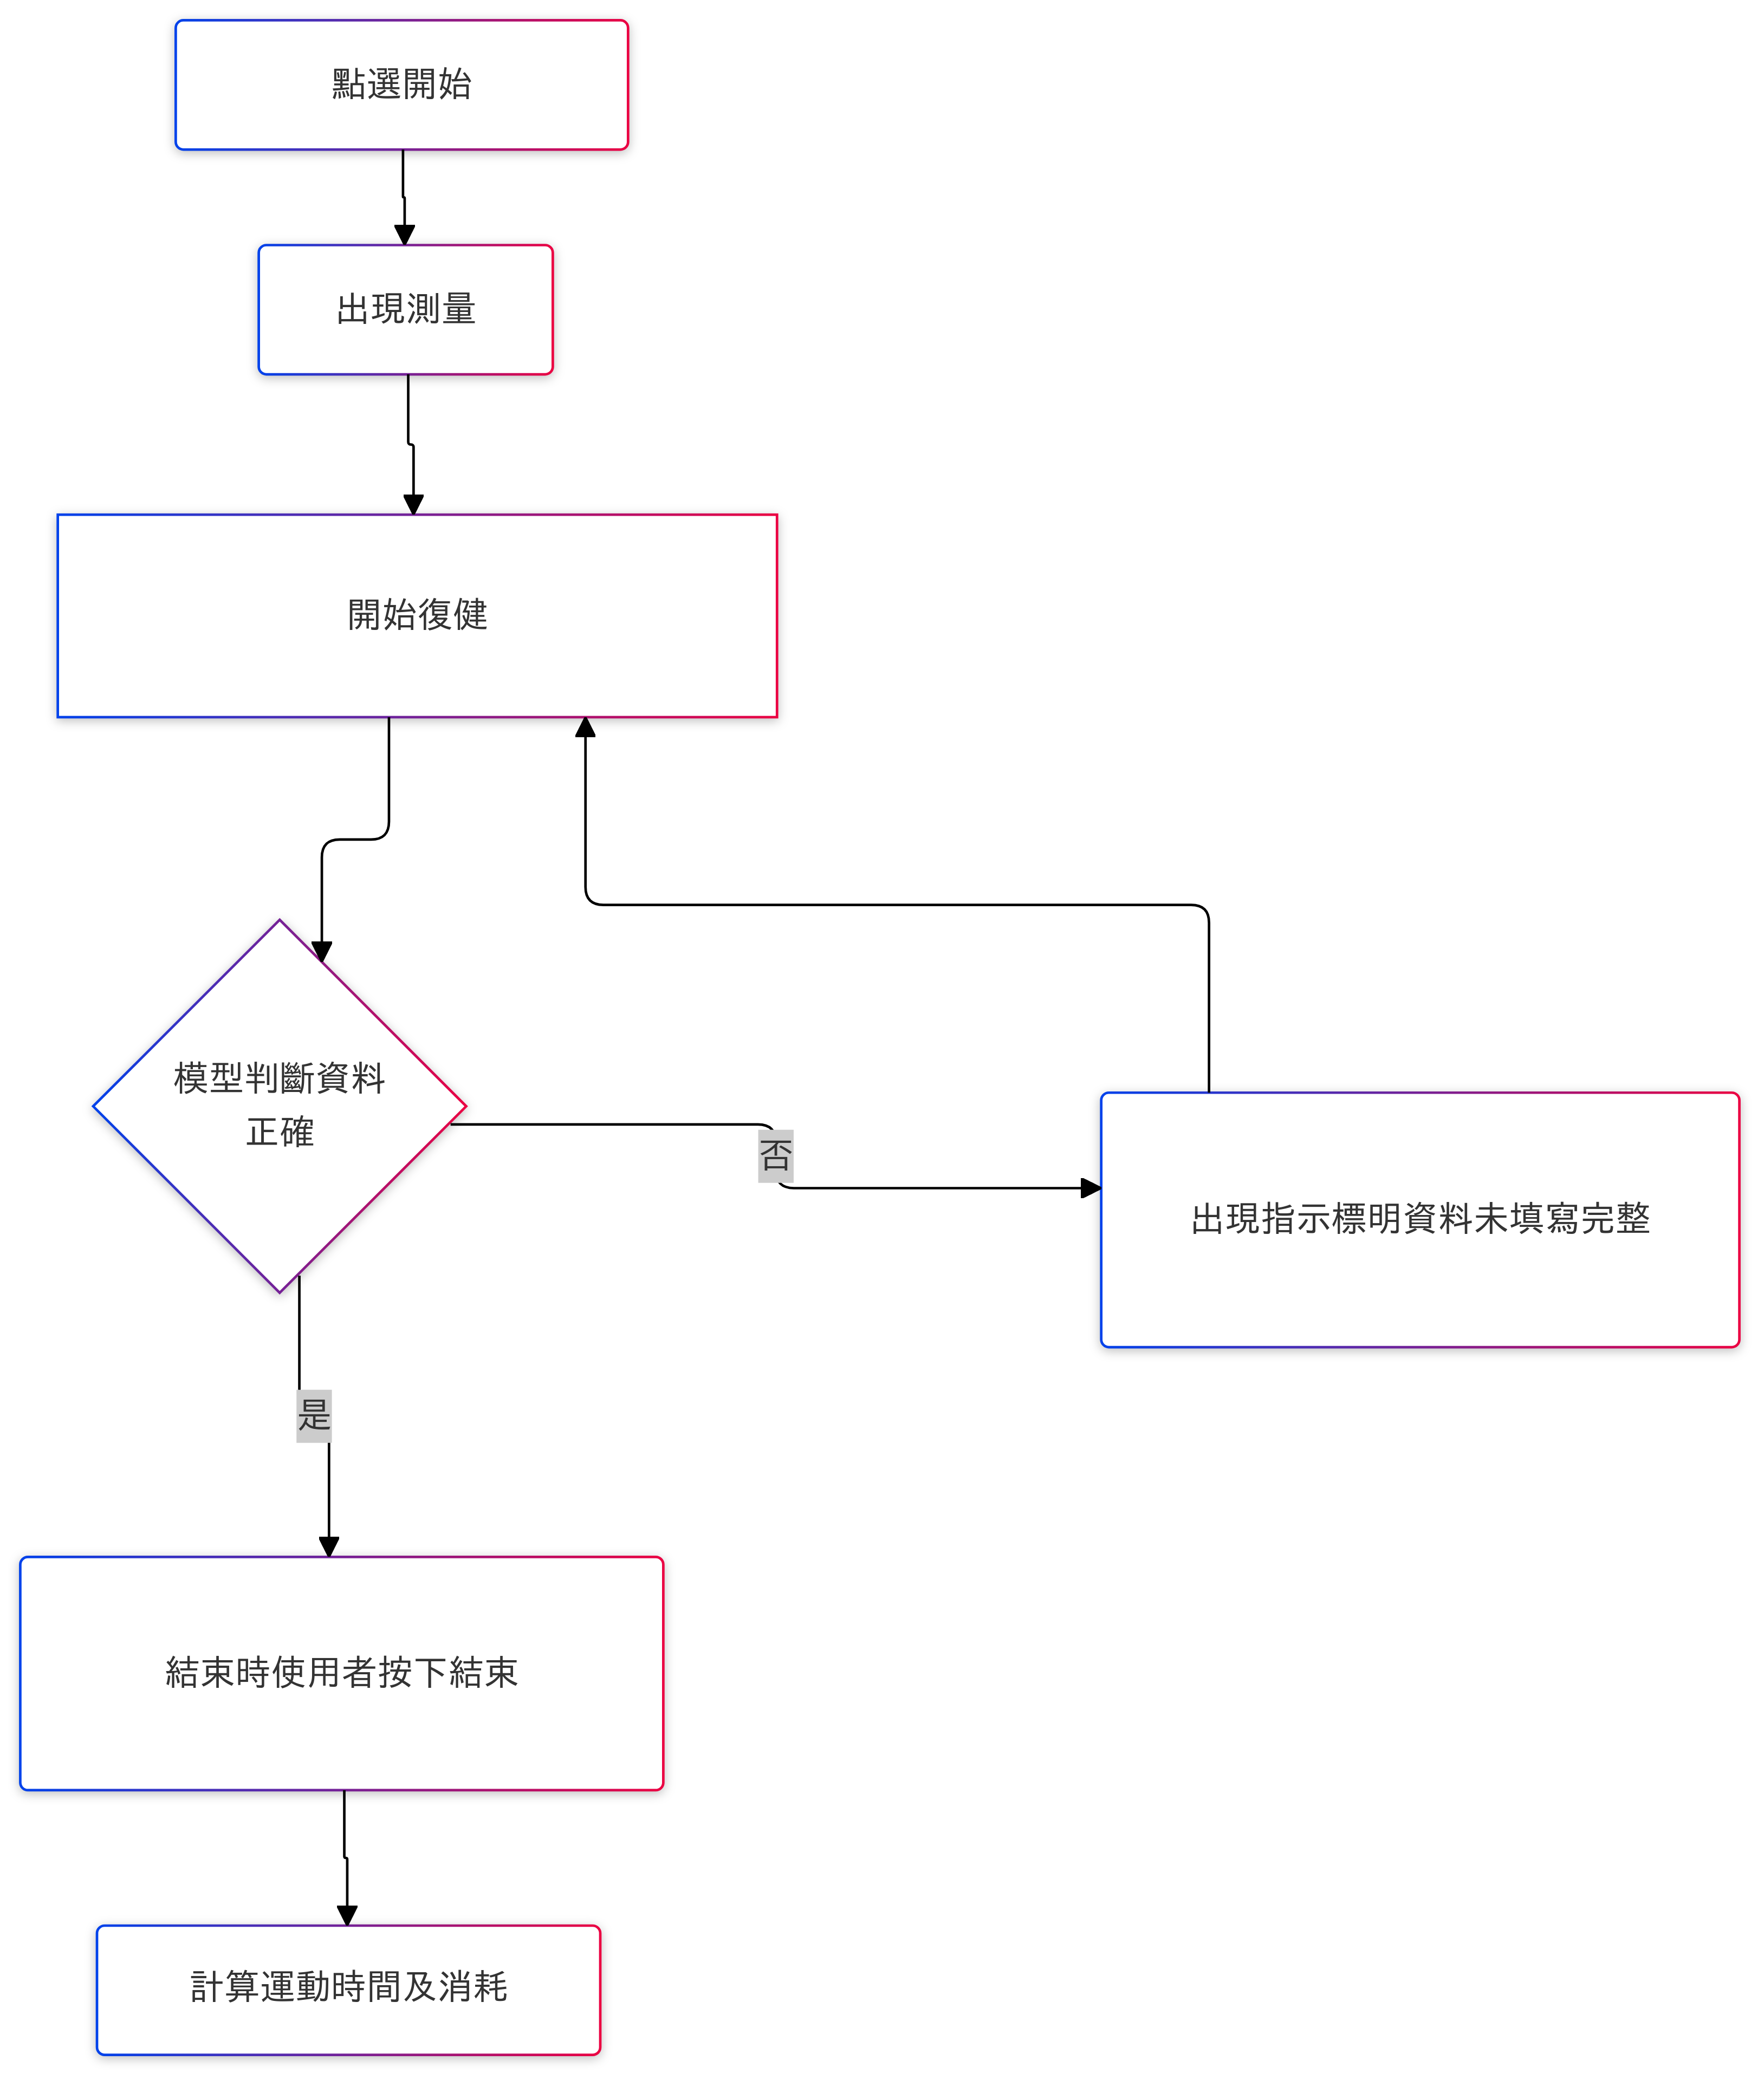 點選開始
出現測量
開始復健
模型判斷資料
正確
否
出現指示標明資料未填寫完整
是
結束時使用者按下結束
計算運動時間及消耗